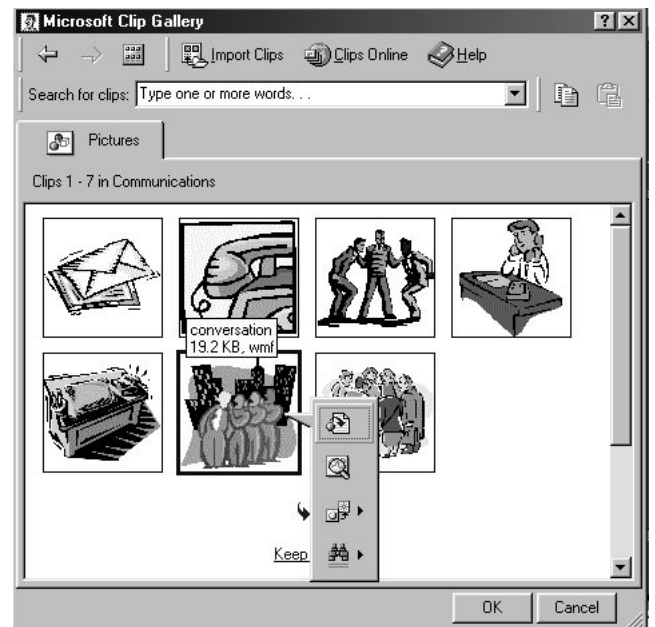 Microsoft Clip Gallery
Import Clips Clips Online Help
Search for clips: Type one or more words. . .
Pictures
Clips 1 - 7 in Communications
conversation
19.2 KB, wmf
Keep
OK Cancel